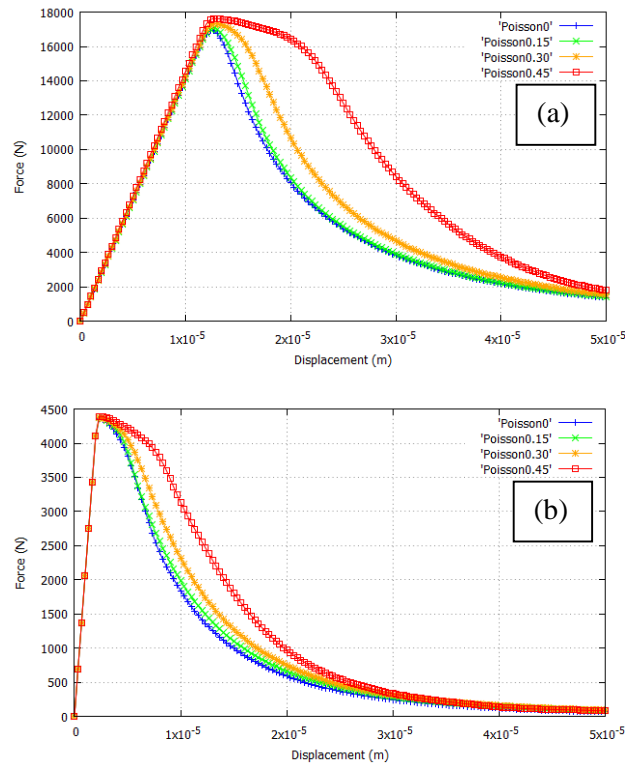 18000
16000
14000
12000
10000
8000
6000
4000
2000
0
Force (N)
'Poisson0'
'Poisson0.15'
'Poisson0.30'
'Poisson0.45'
(a)
0 1x10-5 2x10-5 3x10-5 4x10-5 5x10-5
Displacement (m)
4500
4000
3500
3000
2500
2000
1500
1000
500
0
Force (N)
'Poisson0'
'Poisson0.15'
'Poisson0.30'
'Poisson0.45'
(b)
0 1x10-5 2x10-5 3x10-5 4x10-5 5x10-5
Displacement (m)